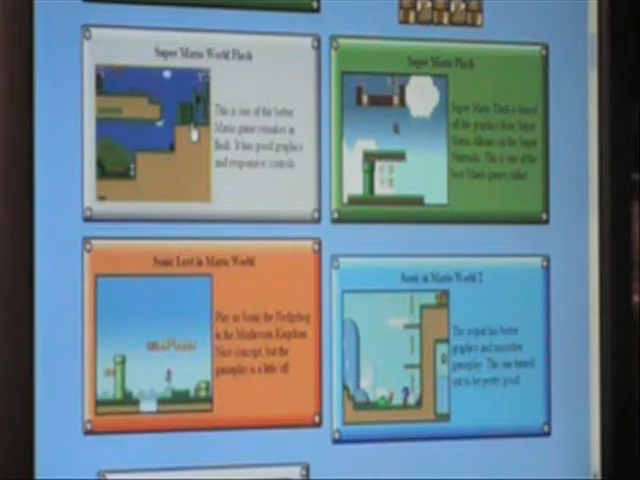 Super Mario World Flash
This is one of the better
Mario game remakes in
flash. It has good graphics
and responsive controls.
Super Mario Flash
Super Mario Flash is based
off the graphics from Super
Mario Allstars on the Super
Nintendo. This is one of the
best Mario games online!
Sonic Lost in Mario World
Play as Sonic the Hedgehog
in the Mushroom Kingdom.
Nice concept, but the
gameplay is a little off.
Sonic in Mario World 2
The sequel has better
graphics and smoother
gameplay. This one turned
out to be pretty good.